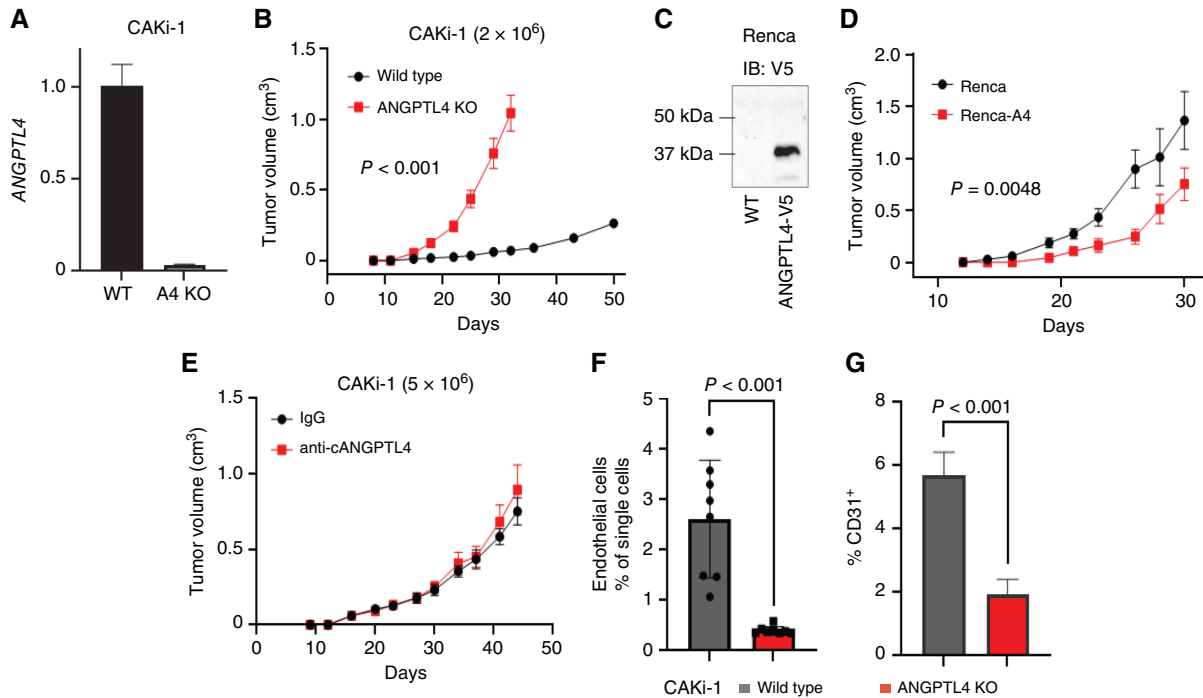 A
CAKi-1
ANGPTL4
1.0
0.5
0
WT
A4 KO
B
CAKi-1 (2 × 10⁶)
Wild type
ANGPTL4 KO
P < 0.001
Tumor volume (cm³)
1.5
1.0
0.5
0
0 10 20 30 40 50
Days
C
Renca
IB: V5
50 kDa
37 kDa
WT
ANGPTL4-V5
D
Renca
Renca-A4
P = 0.0048
Tumor volume (cm³)
2.0
1.5
1.0
0.5
0
10 20 30
Days
E
CAKi-1 (5 × 10⁶)
IgG
anti-cANGPTL4
Tumor volume (cm³)
1.5
1.0
0.5
0
0 10 20 30 40 50
Days
F
P < 0.001
Endothelial cells
% of single cells
5
4
3
2
1
0
G
P < 0.001
% CD31⁺
8
6
4
2
0
CAKi-1 Wild type ANGPTL4 KO